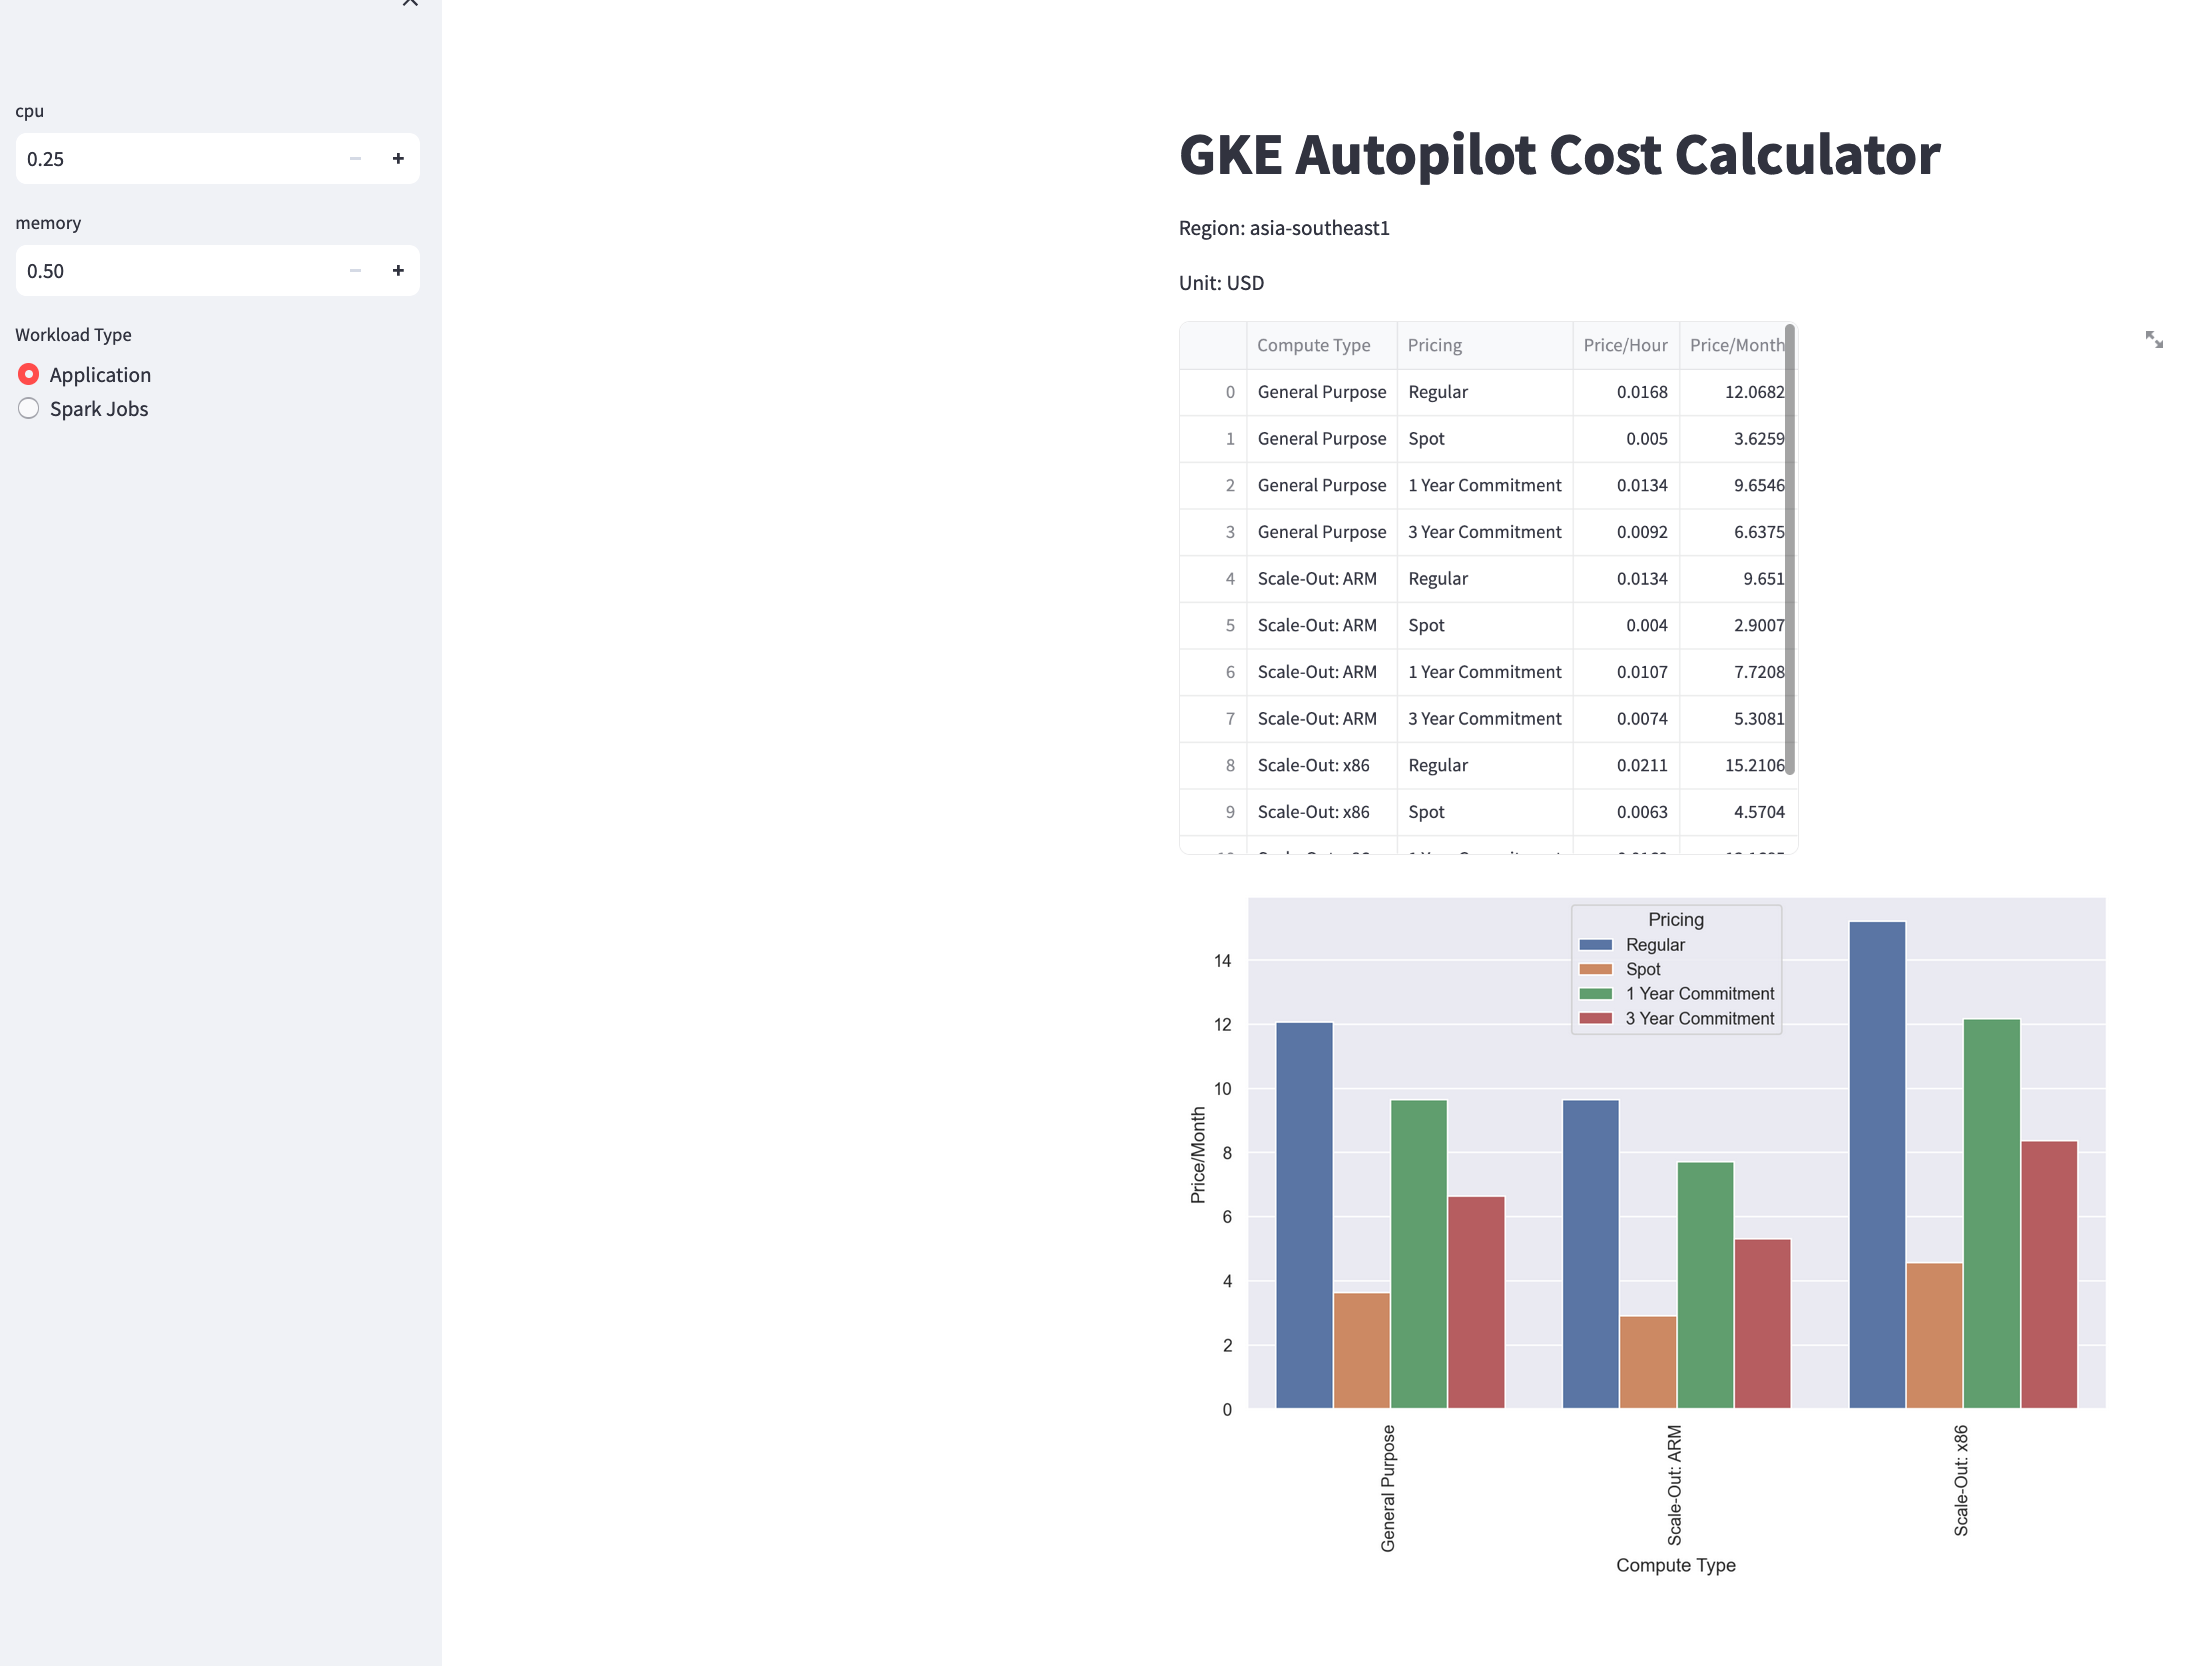 cpu
0.25
memory
0.50
Workload Type
Application
Spark Jobs
GKE Autopilot Cost Calculator
Region: asia-southeast1
Unit: USD
Compute Type Pricing Price/Hour Price/Month
0 General Purpose Regular 0.0168 12.0682
1 General Purpose Spot 0.005 3.6259
2 General Purpose 1 Year Commitment 0.0134 9.6546
3 General Purpose 3 Year Commitment 0.0092 6.6375
4 Scale-Out: ARM Regular 0.0134 9.651
5 Scale-Out: ARM Spot 0.004 2.9007
6 Scale-Out: ARM 1 Year Commitment 0.0107 7.7208
7 Scale-Out: ARM 3 Year Commitment 0.0074 5.3081
8 Scale-Out: x86 Regular 0.0211 15.2106
9 Scale-Out: x86 Spot 0.0063 4.5704
Pricing
Regular
Spot
1 Year Commitment
3 Year Commitment
Price/Month
14
12
10
8
6
4
2
0
General Purpose
Scale-Out: ARM
Scale-Out: x86
Compute Type